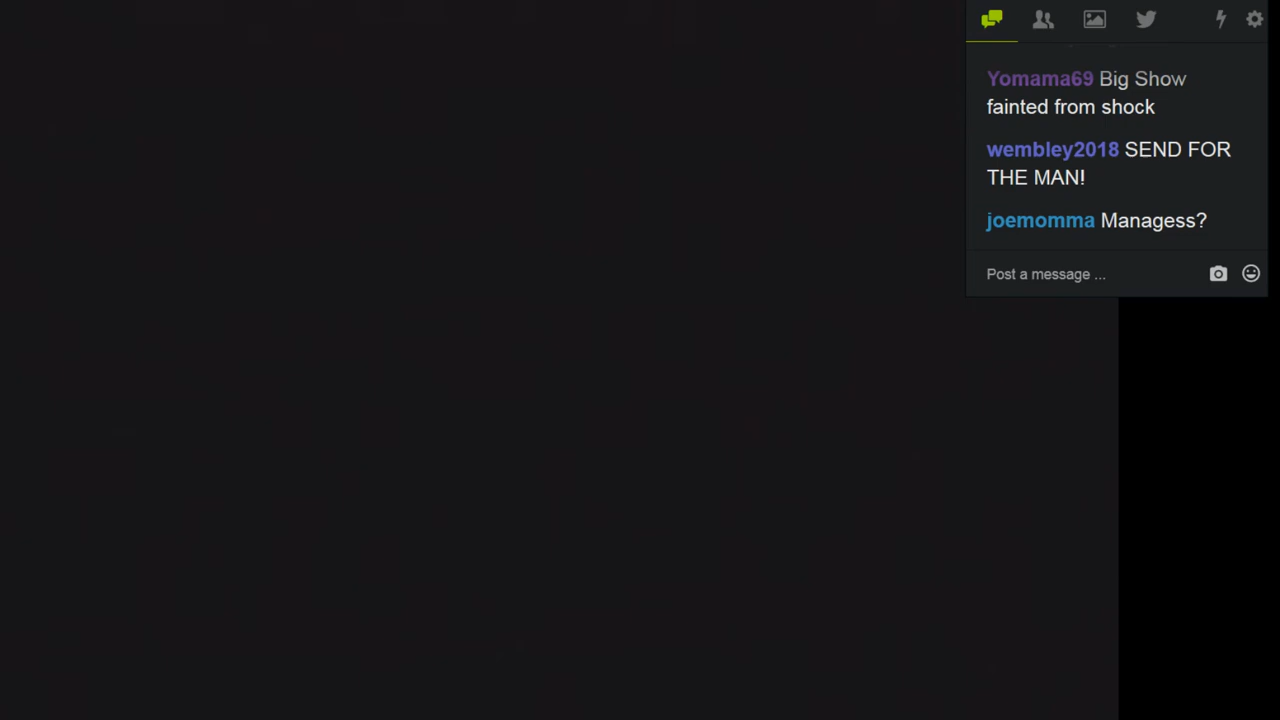 Yomama69 Big Show
fainted from shock
wembley2018 SEND FOR
THE MAN!
joemomma Managess?
Post a message ...